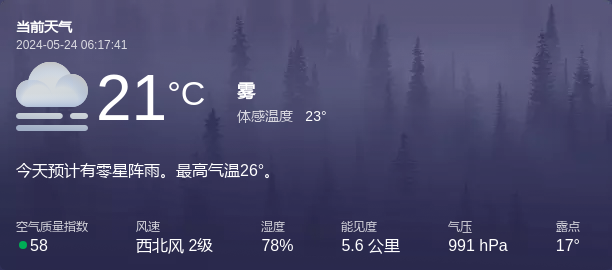 当前天气
2024-05-24 06:17:41
21°C
雾
体感温度 23°
今天预计有零星阵雨。最高气温26°。
空气质量指数 风速 湿度 能见度 气压 露点
58 西北风 2级 78% 5.6 公里 991 hPa 17°